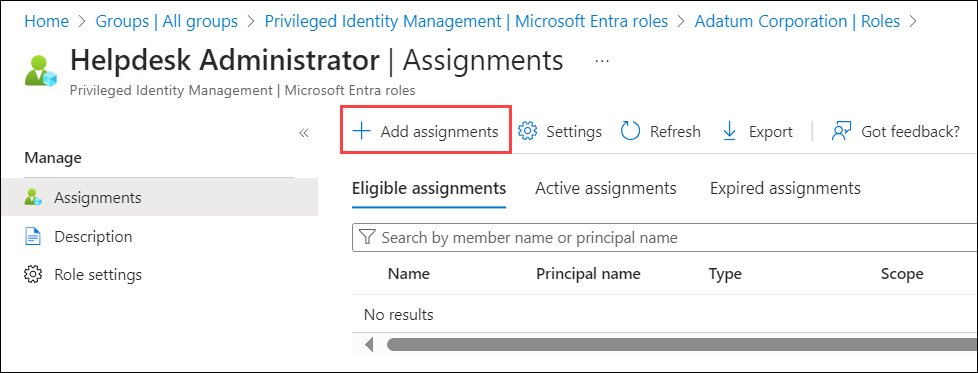 Home > Groups | All groups > Privileged Identity Management | Microsoft Entra roles > Adatum Corporation | Roles >
Helpdesk Administrator | Assignments ...
Privileged Identity Management | Microsoft Entra roles
«
Add assignments Settings Refresh Export Got feedback?
Manage
Assignments
Description
Role settings
Eligible assignments Active assignments Expired assignments
Search by member name or principal name
Name Principal name Type Scope
No results